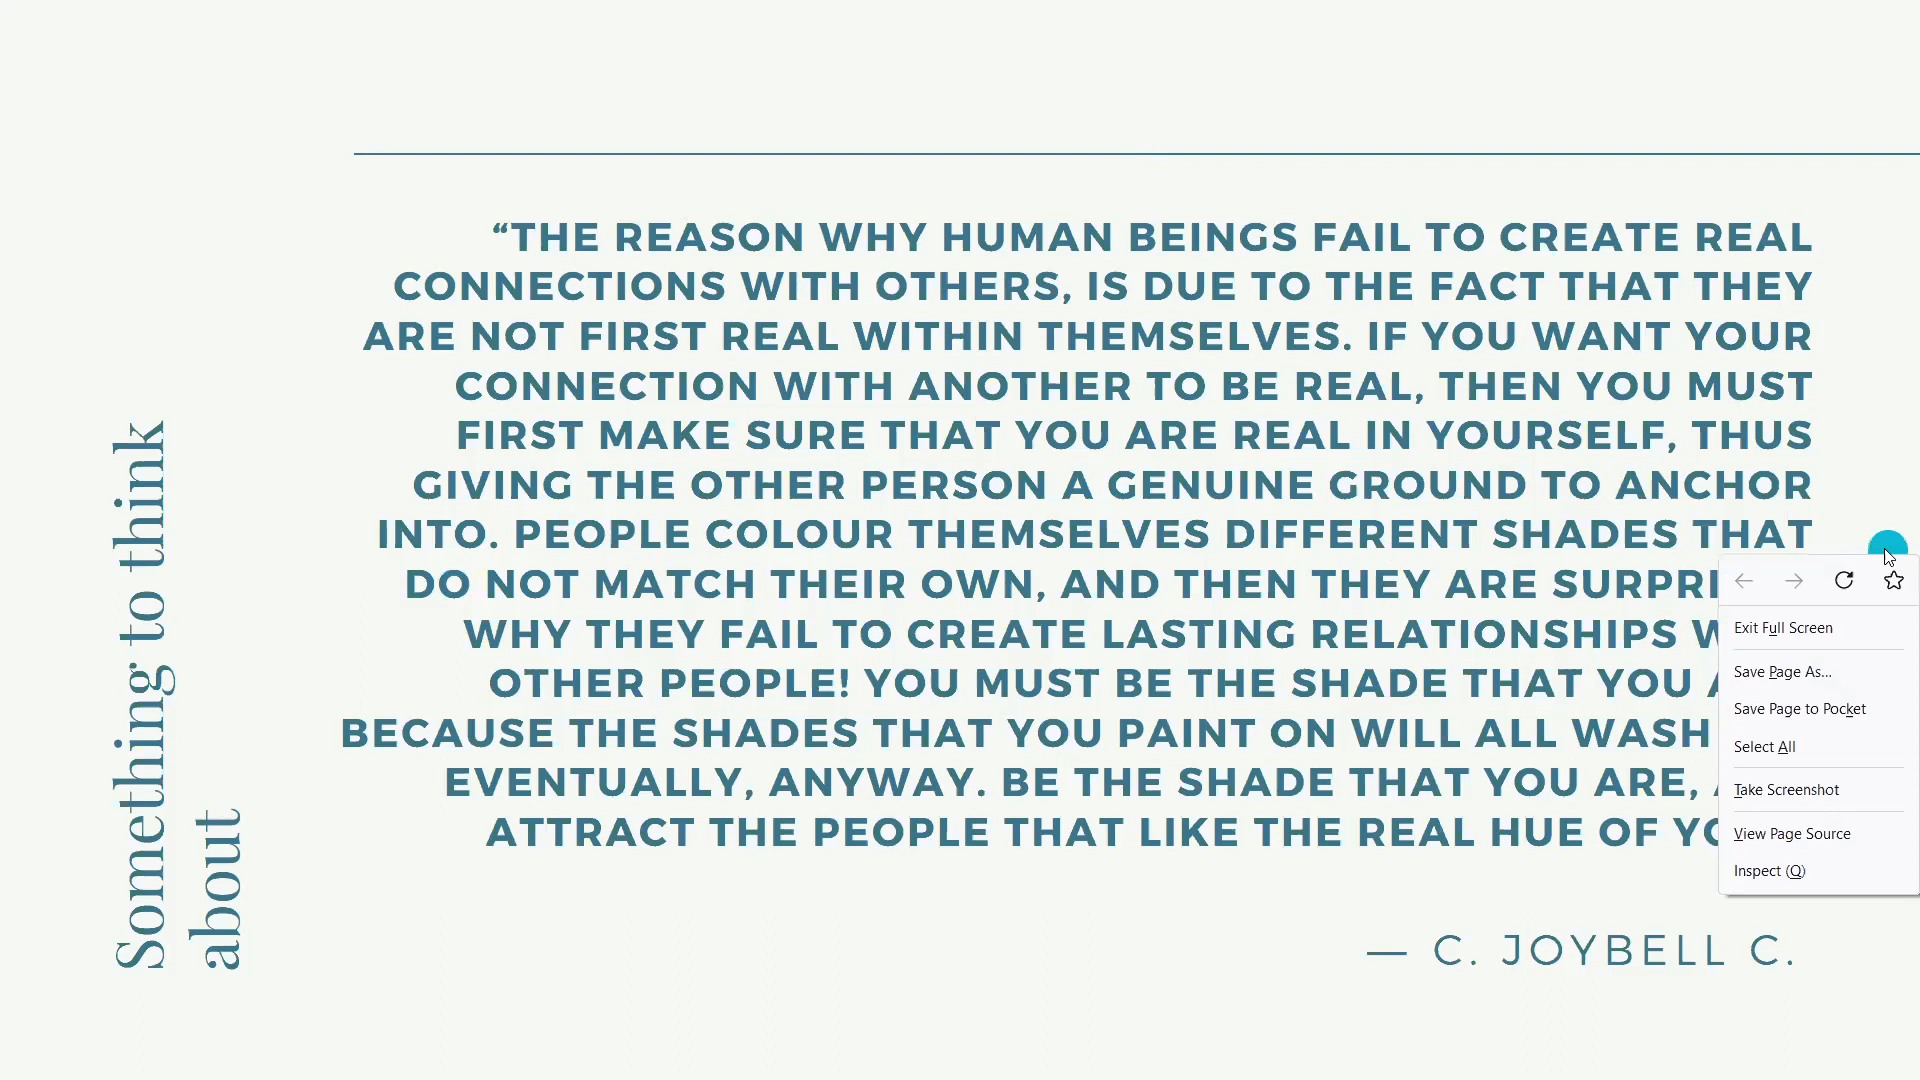 Something to think
about
“THE REASON WHY HUMAN BEINGS FAIL TO CREATE REAL
CONNECTIONS WITH OTHERS, IS DUE TO THE FACT THAT THEY
ARE NOT FIRST REAL WITHIN THEMSELVES. IF YOU WANT YOUR
CONNECTION WITH ANOTHER TO BE REAL, THEN YOU MUST
FIRST MAKE SURE THAT YOU ARE REAL IN YOURSELF, THUS
GIVING THE OTHER PERSON A GENUINE GROUND TO ANCHOR
INTO. PEOPLE COLOUR THEMSELVES DIFFERENT SHADES THAT
DO NOT MATCH THEIR OWN, AND THEN THEY ARE
WHY THEY FAIL TO CREATE LASTING RELATIONSHIPS
OTHER PEOPLE! YOU MUST BE THE SHADE THAT YOU
BECAUSE THE SHADES THAT YOU PAINT ON WILL ALL WASH
EVENTUALLY, ANYWAY. BE THE SHADE THAT YOU ARE,
ATTRACT THE PEOPLE THAT LIKE THE REAL HUE OF
— C. JOYBELL C.
Exit Full Screen
Save Page As...
Save Page to Pocket
Select All
Take Screenshot
View Page Source
Inspect (Q)